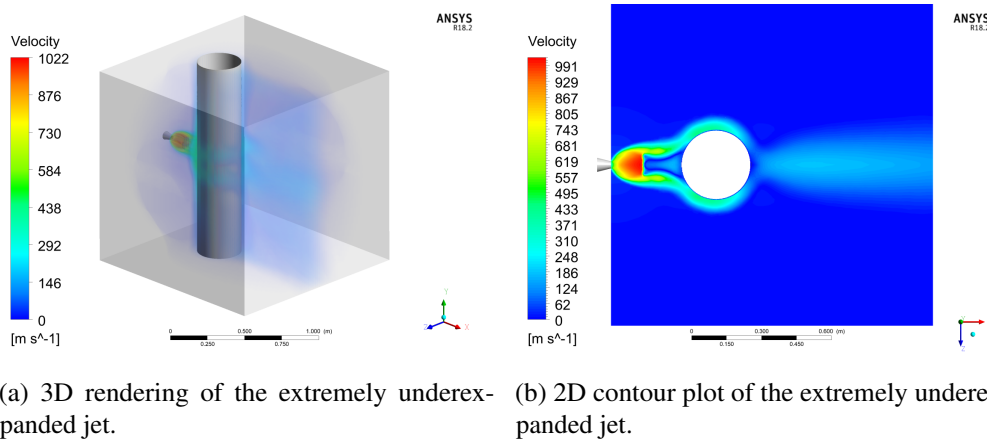 ANSYS
R18.2
Velocity
1022
876
730
584
438
292
146
0
[m s^-1]
0 0.500 1.000 (m)
0.250 0.750
Y
X
Z
(a) 3D rendering of the extremely underex-
panded jet.
ANSYS
R18.2
Velocity
991
929
867
805
743
681
619
557
495
433
371
310
248
186
124
62
0
[m s^-1]
0 0.300 0.600 (m)
0.150 0.450
Z
(b) 2D contour plot of the extremely undere
panded jet.